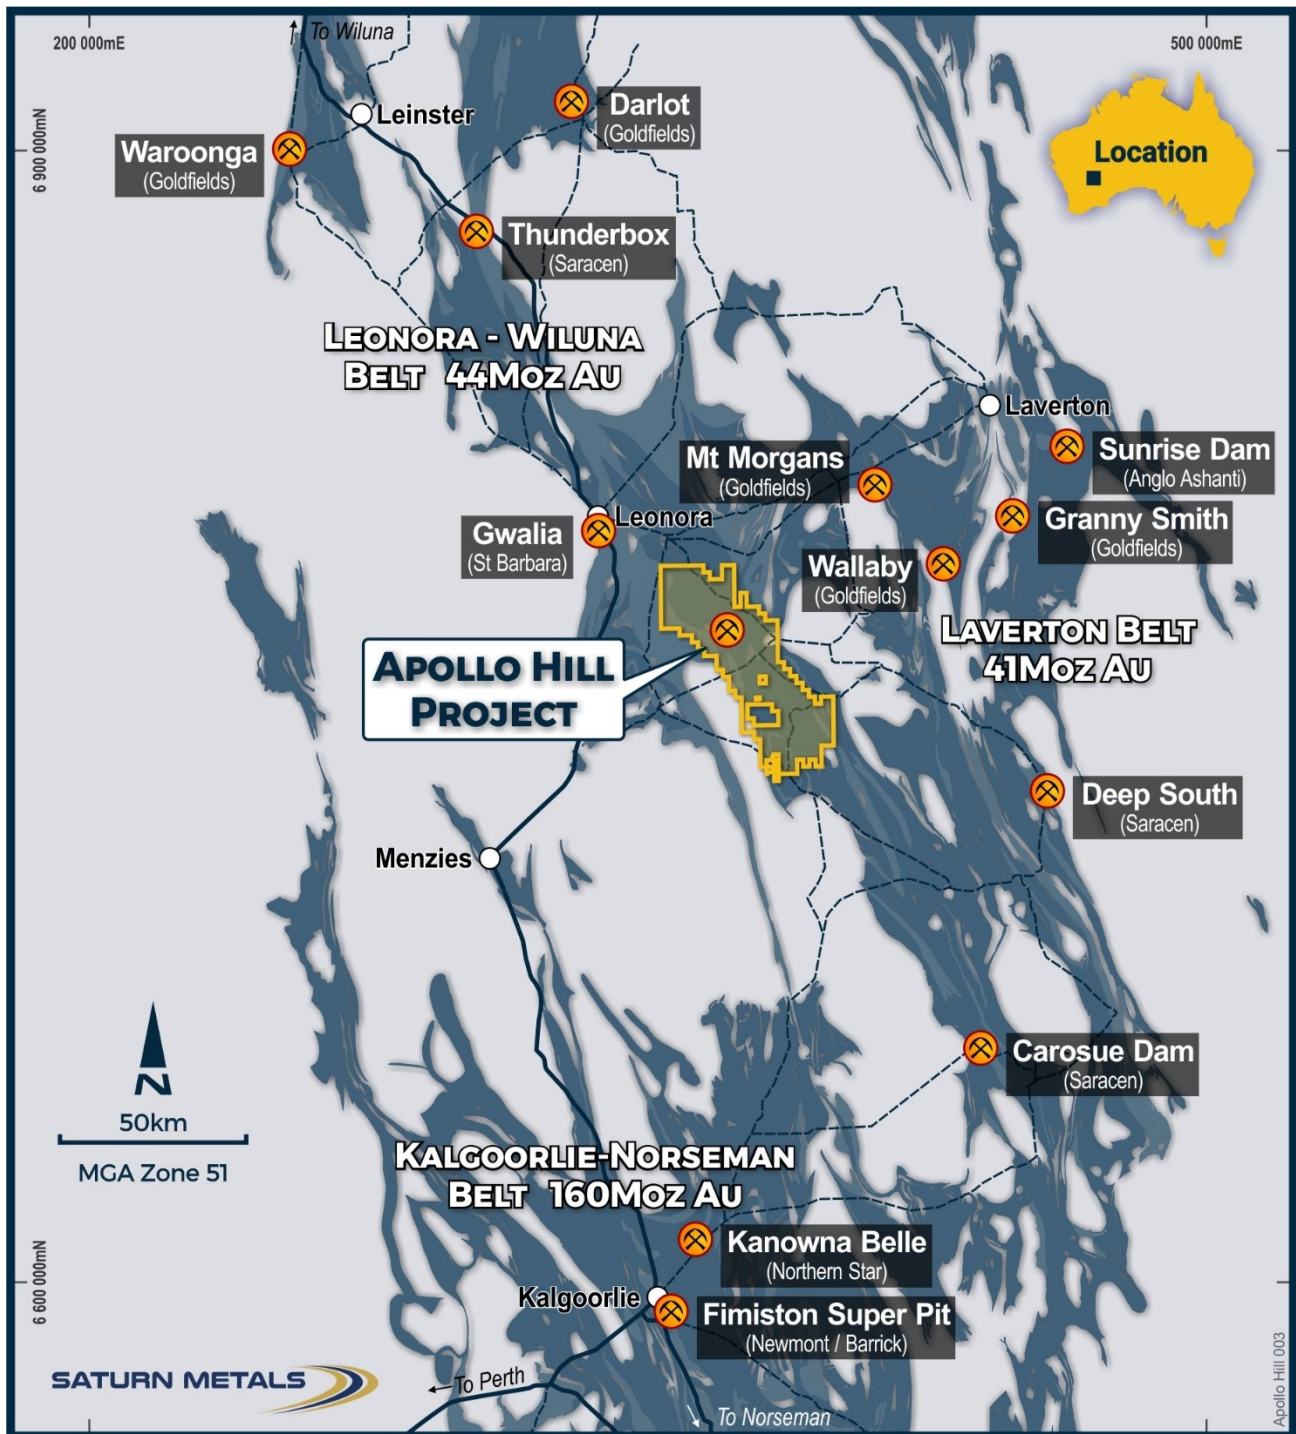 200 000mE
To Wiluna
500 000mE
Leinster
Darlot
(Goldfields)
Waroonga
(Goldfields)
6 900 000mN
Location
Thunderbox
(Saracen)
LEONORA - WILUNA
BELT 44MOZ AU
Laverton
Mt Morgans
(Goldfields)
Sunrise Dam
(Anglo Ashanti)
Leonora
Gwalia
(St Barbara)
Granny Smith
(Goldfields)
Wallaby
(Goldfields)
LAVERTON BELT
41MOZ AU
APOLLO HILL
PROJECT
Deep South
(Saracen)
Menzies
N
50km
MGA Zone 51
Carosue Dam
(Saracen)
KALGOORLIE-NORSEMAN
BELT 160MOZ AU
Kanowna Belle
(Northern Star)
6 600 000mN
Kalgoorlie
Fimiston Super Pit
(Newmont / Barrick)
SATURN METALS
To Perth
To Norseman
Apollo Hill 003